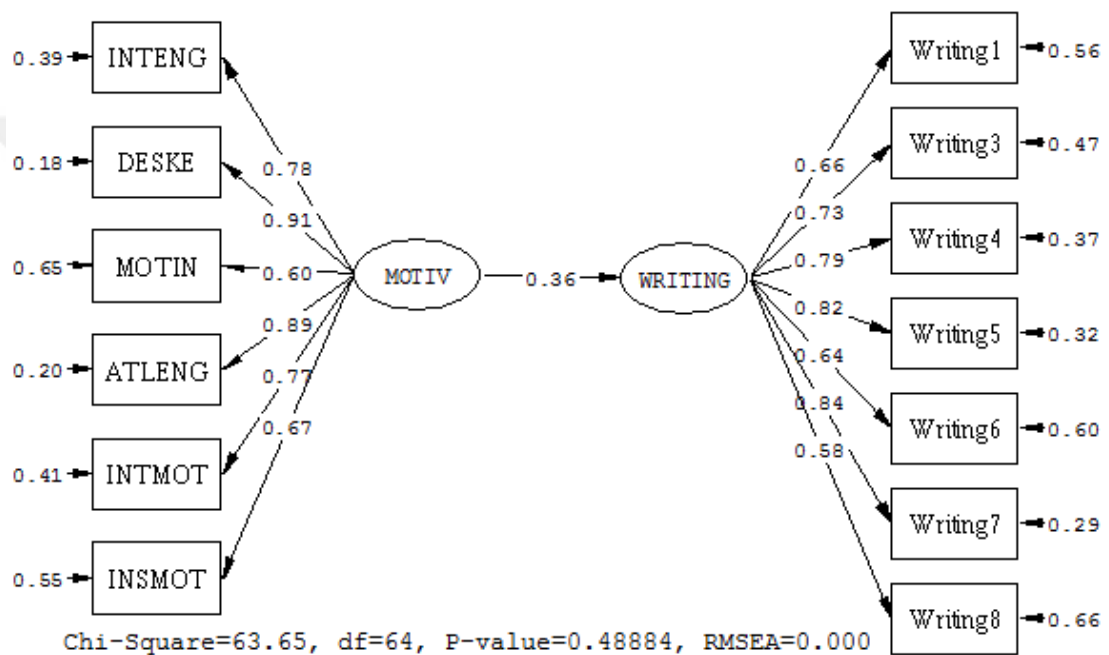 0.39 INTENG
0.18 DESKE
0.65 MOTIN
0.20 ATLENG
0.41 INTMOT
0.55 INSMOT
0.78
0.91
0.60
0.89
0.77
0.67
MOTIV
0.36
WRITING
0.66
0.73
0.79
0.82
0.64
0.84
0.58
Writing1 0.56
Writing3 0.47
Writing4 0.37
Writing5 0.32
Writing6 0.60
Writing7 0.29
Writing8 0.66
Chi-Square=63.65, df=64, P-value=0.48884, RMSEA=0.000